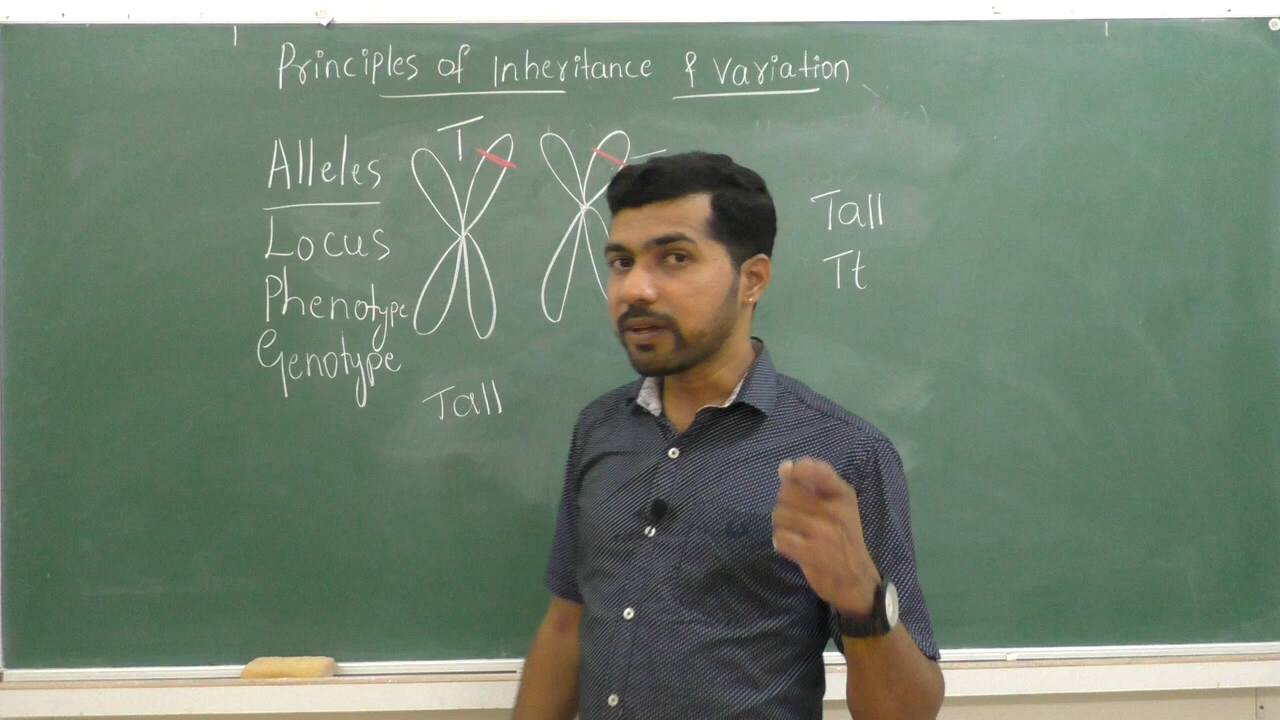 Principles of Inheritance & Variation
Alleles
T
Locus
Phenotype
Genotype
Tall
Tall
Tt